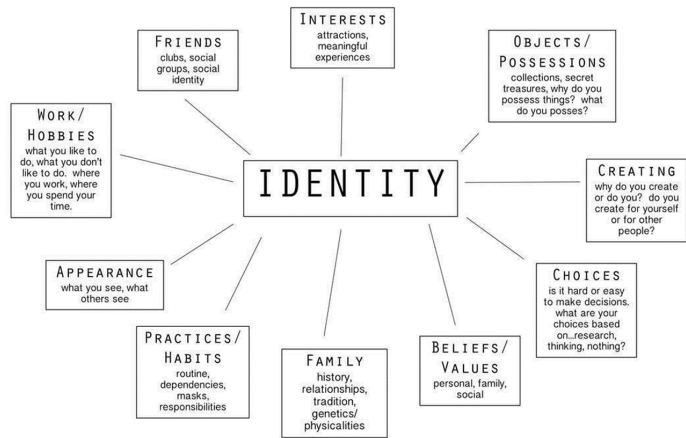 INTERESTS
attractions,
meaningful
experiences
FRIENDS
clubs, social
groups, social
identity
OBJECTS/
POSSESSIONS
collections, secret
treasures, why do you
possess things? what
do you posses?
WORK/
HOBBIES
what you like to
do, what you don't
like to do. where
you work, where
you spend your
time.
IDENTITY
CREATING
why do you create
or do you? do you
create for yourself
or for other
people?
APPEARANCE
what you see, what
others see
CHOICES
is it hard or easy
to make decisions.
what are your
choices based
on...research,
thinking, nothing?
PRACTICES/
HABITS
routine,
dependencies,
masks,
responsibilities
FAMILY
history,
relationships,
tradition,
genetics/
physicalities
BELIEFS/
VALUES
personal, family,
social